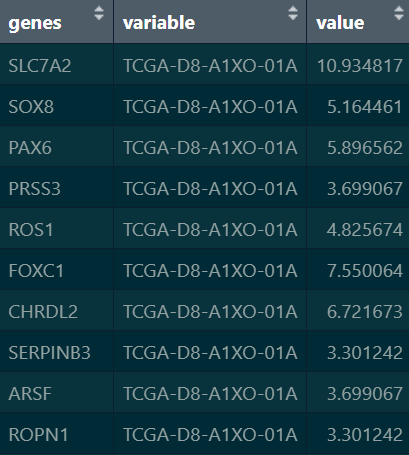 genes variable value
SLC7A2 TCGA-D8-A1XO-01A 10.934817
SOX8 TCGA-D8-A1XO-01A 5.164461
PAX6 TCGA-D8-A1XO-01A 5.896562
PRSS3 TCGA-D8-A1XO-01A 3.699067
ROS1 TCGA-D8-A1XO-01A 4.825674
FOXC1 TCGA-D8-A1XO-01A 7.550064
CHRDL2 TCGA-D8-A1XO-01A 6.721673
SERPINB3 TCGA-D8-A1XO-01A 3.301242
ARSF TCGA-D8-A1XO-01A 3.699067
ROPN1 TCGA-D8-A1XO-01A 3.301242